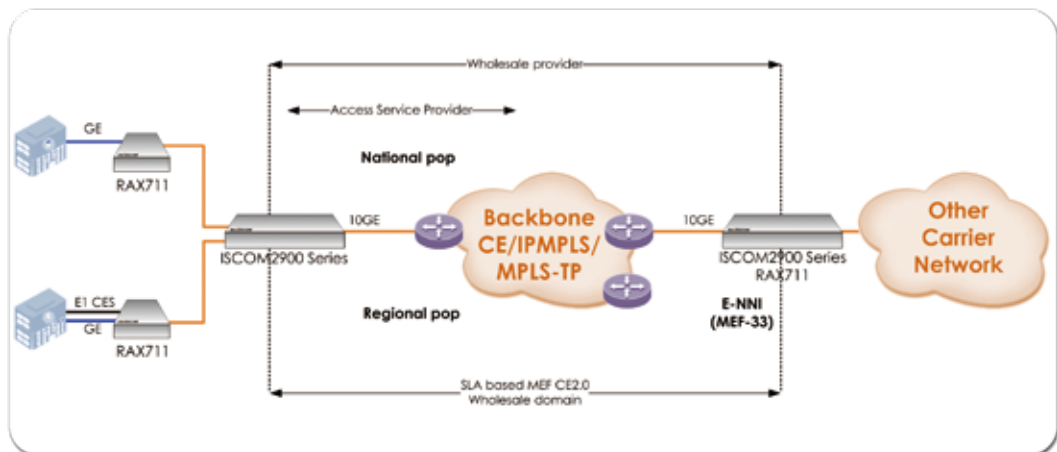 Wholesale provider
Access Service Provider
National pop
GE
RAX711
10GE
Backbone
CE/IPMPLS/
MPLS-TP
10GE
Other
Carrier
Network
ISCOM2900 Series
ISCOM2900 Series
RAX711
E1 CES
GE
RAX711
Regional pop
E-NNI
(MEF-33)
SLA based MEF CE2.0
Wholesale domain